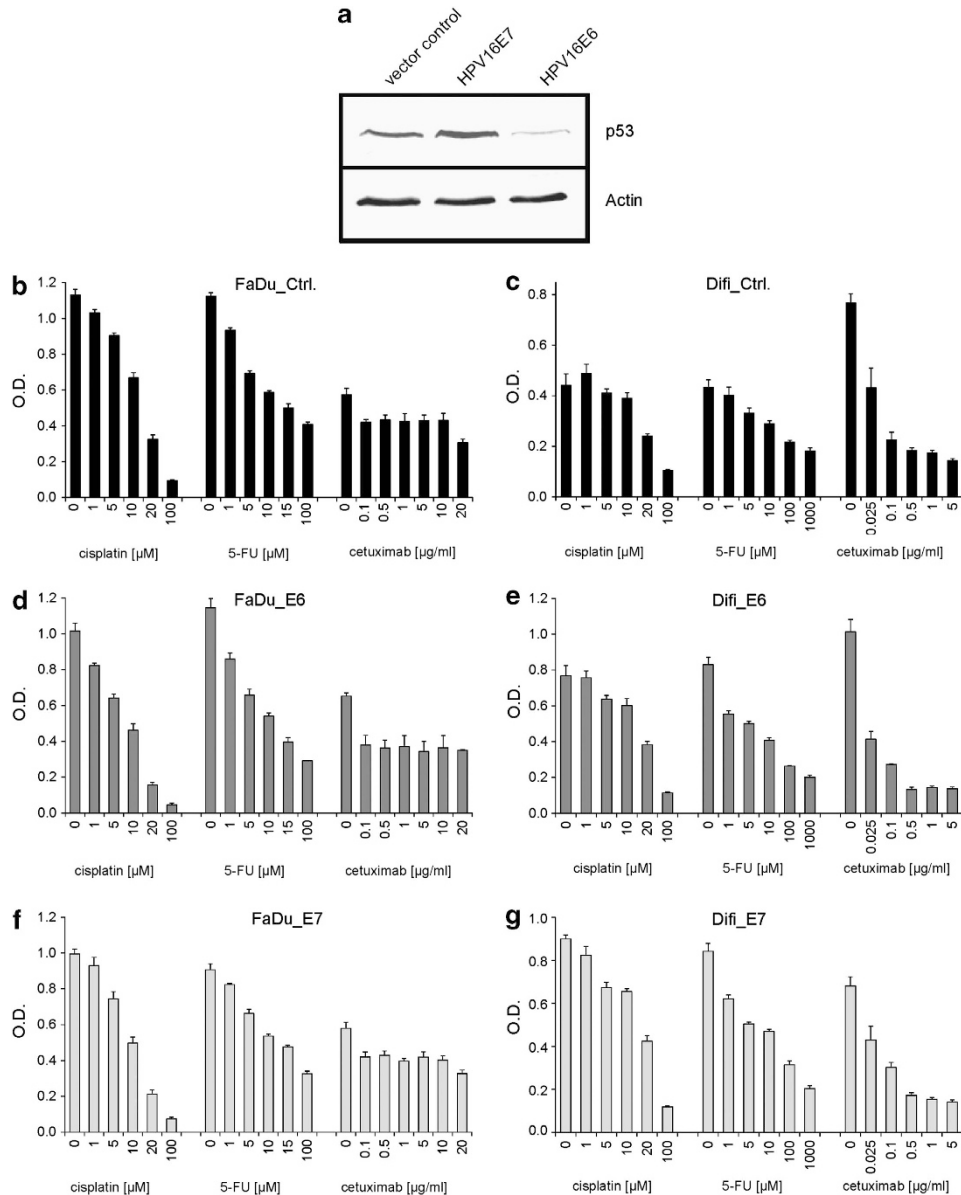 a
vector control
HPV16E7
HPV16E6
p53
Actin
b
FaDu_Ctrl.
O.D.
1.2
1.0
0.8
0.6
0.4
0.2
0.0
0 1 5 10 20 100
0 1 5 10 15 100
0 0.1 0.5 1 5 10 20
cisplatin [µM]
5-FU [µM]
cetuximab [µg/ml]
c
Difi_Ctrl.
O.D.
0.8
0.6
0.4
0.2
0.0
0 1 5 10 20 100
0 1 5 10 100 1000
0 0.025 0.1 0.5 1 5
cisplatin [µM]
5-FU [µM]
cetuximab [µg/ml]
d
FaDu_E6
O.D.
1.2
1.0
0.8
0.6
0.4
0.2
0.0
0 1 5 10 20 100
0 1 5 10 15 100
0 0.1 0.5 1 5 10 20
cisplatin [µM]
5-FU [µM]
cetuximab [µg/ml]
e
Difi_E6
O.D.
1.2
1.0
0.8
0.6
0.4
0.2
0.0
0 1 5 10 20 100
0 1 5 10 100 1000
0 0.025 0.1 0.5 1 5
cisplatin [µM]
5-FU [µM]
cetuximab [µg/ml]
f
FaDu_E7
O.D.
1.2
1.0
0.8
0.6
0.4
0.2
0.0
0 1 5 10 20 100
0 1 5 10 15 100
0 0.1 0.5 1 5 10 20
cisplatin [µM]
5-FU [µM]
cetuximab [µg/ml]
g
Difi_E7
O.D.
1.0
0.8
0.6
0.4
0.2
0.0
0 1 5 10 20 100
0 1 5 10 100 1000
0 0.025 0.1 0.5 1 5
cisplatin [µM]
5-FU [µM]
cetuximab [µg/ml]